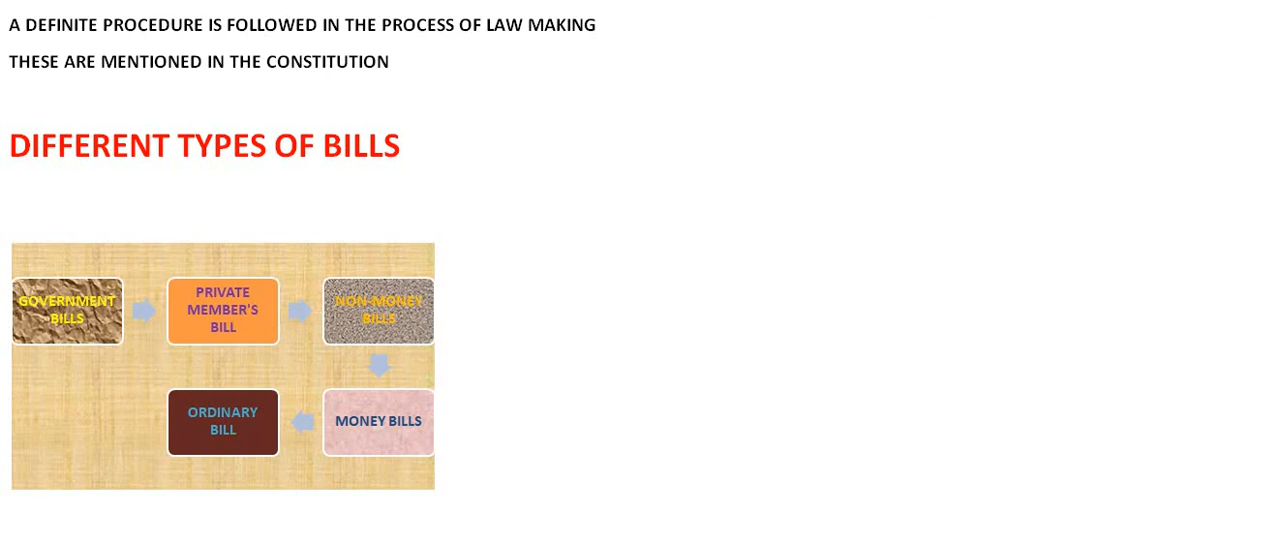 A DEFINITE PROCEDURE IS FOLLOWED IN THE PROCESS OF LAW MAKING
THESE ARE MENTIONED IN THE CONSTITUTION
DIFFERENT TYPES OF BILLS
GOVERNMENT
BILLS
PRIVATE
MEMBER'S
BILL
NON-MONEY
BILLS
MONEY BILLS
ORDINARY
BILL